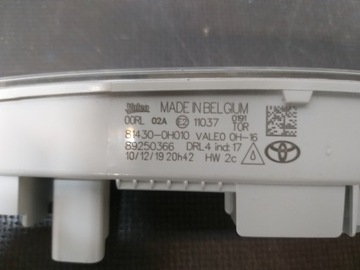 Valeo MADE IN BELGIUM
00RL 02A E2 11037 0191
TOR
81430-0H010 VALEO 0H-16
89250366 DRL4 ind: 17
10/12/19 20h42 HW 2c